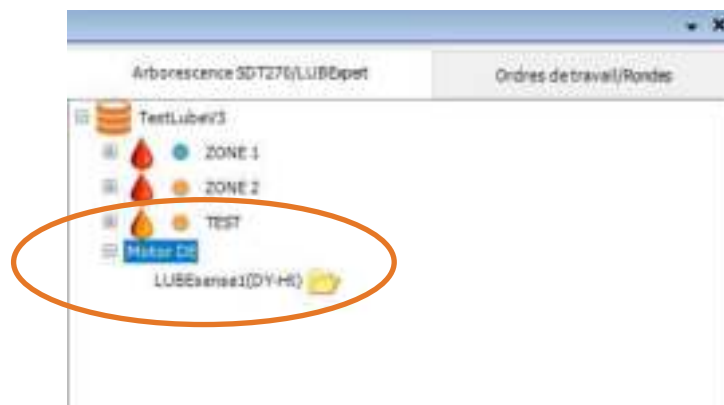 Arborescence SDT270/LUBExpert
Ordres de travail/Rondes
TestLubeV3
ZONE 1
ZONE 2
TEST
Motor DE
LUBEsense1(DY-HI)